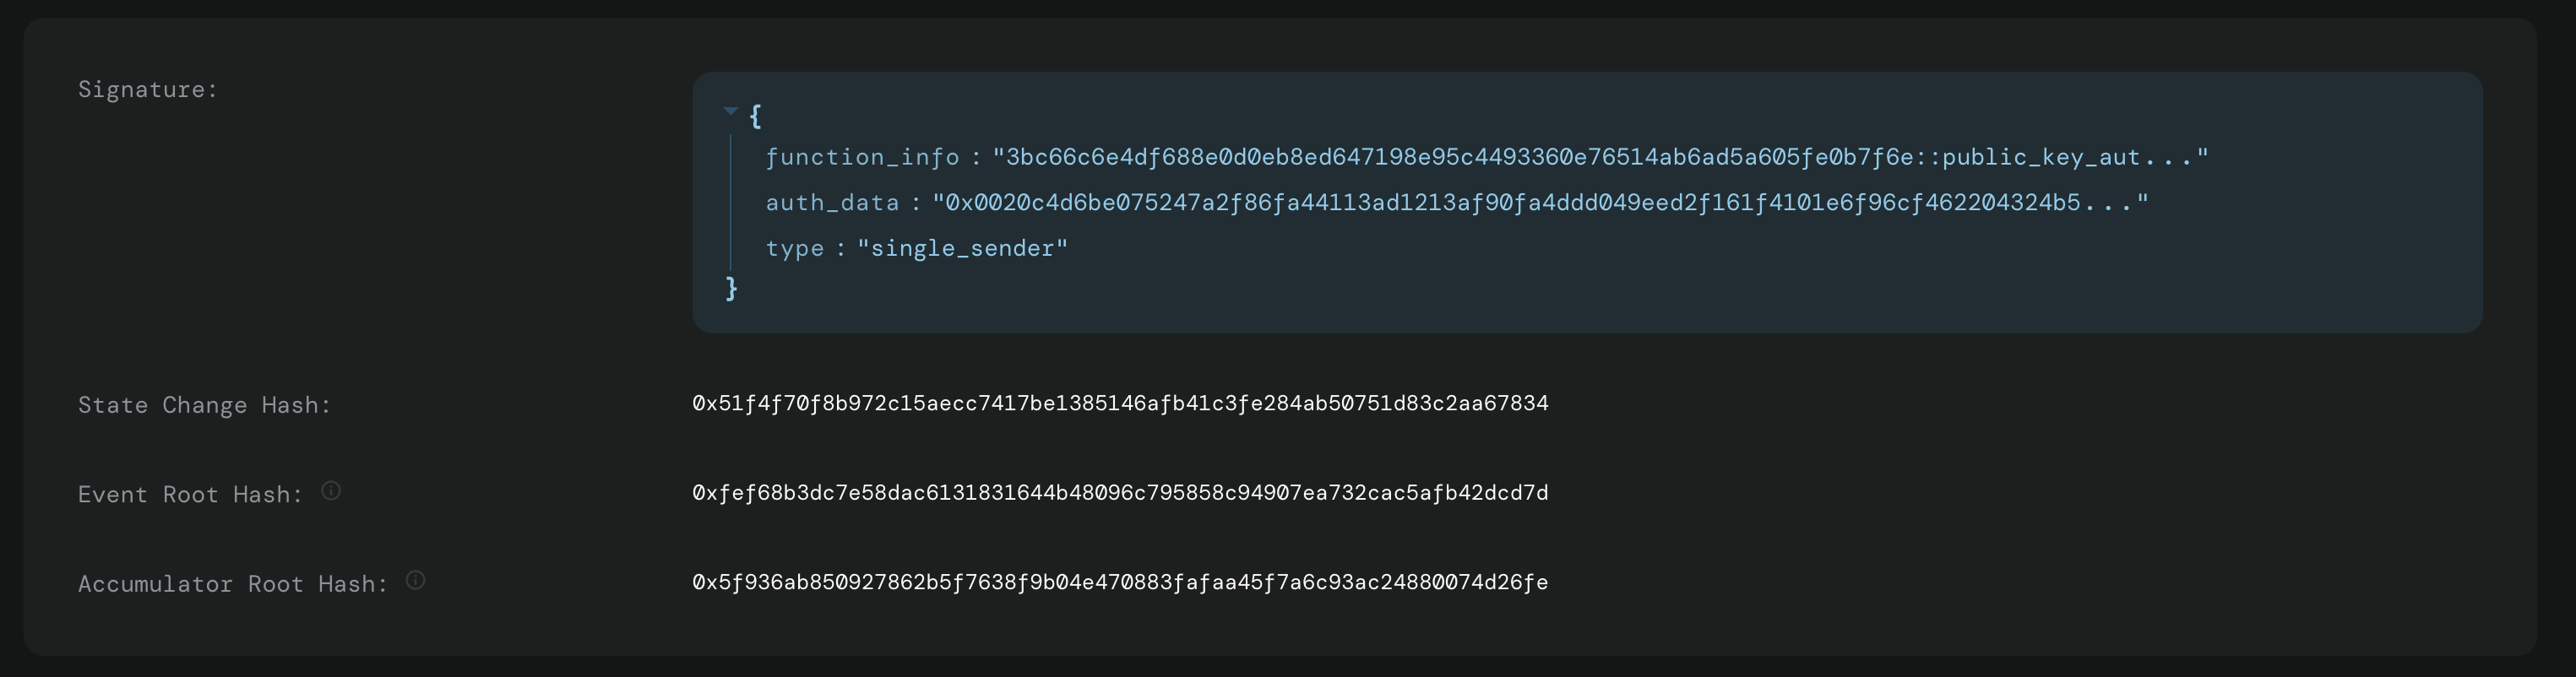 Signature:
{
function_info : "3bc66c6e4df688e0d0eb8ed647198e95c4493360e76514ab6ad5a605fe0b7f6e::public_key_aut..."
auth_data : "0x0020c4d6be075247a2f86fa44113ad1213af90fa4ddd049eed2f161f4101e6f96cf462204324b5..."
type : "single_sender"
}
State Change Hash:
0x51f4f70f8b972c15aecc7417be1385146afb41c3fe284ab50751d83c2aa67834
Event Root Hash:
0xfef68b3dc7e58dac6131831644b48096c795858c94907ea732cac5afb42dcd7d
Accumulator Root Hash:
0x5f936ab850927862b5f7638f9b04e470883fafaa45f7a6c93ac24880074d26fe